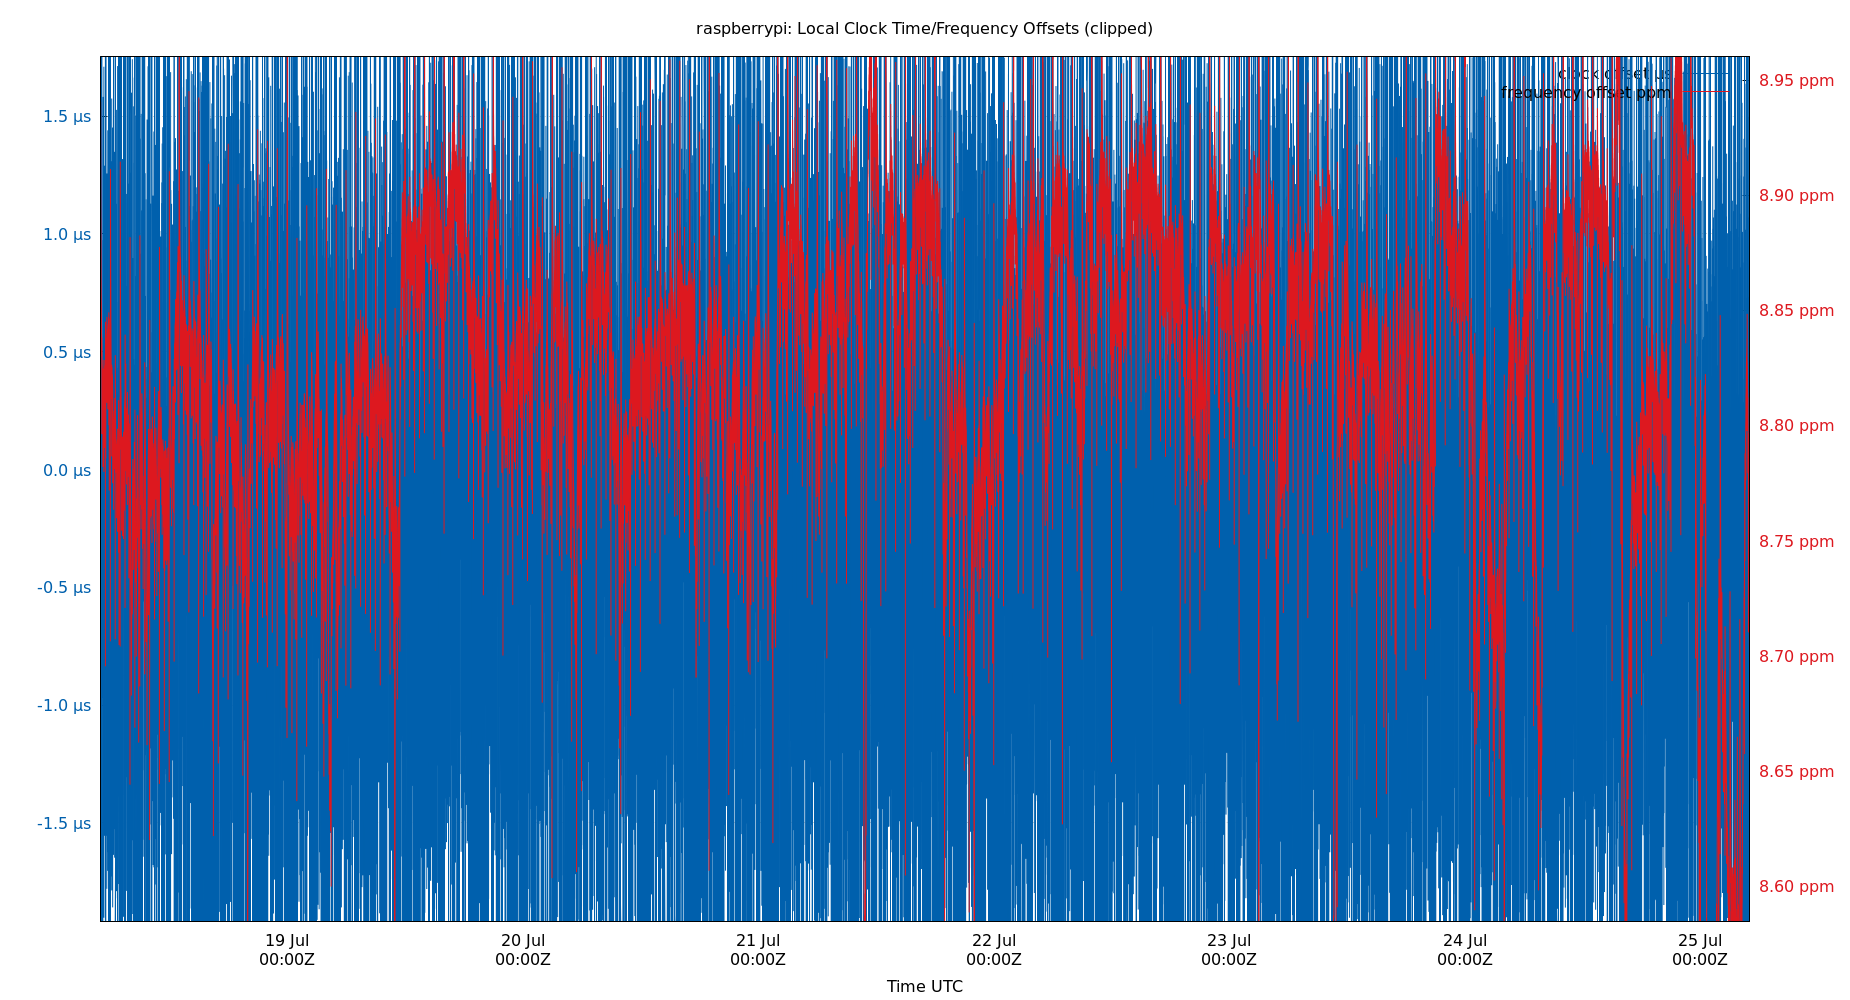 raspberrypi: Local Clock Time/Frequency Offsets (clipped)
clock offset µs
frequency offset ppm
1.5 µs
1.0 µs
0.5 µs
0.0 µs
-0.5 µs
-1.0 µs
-1.5 µs
8.95 ppm
8.90 ppm
8.85 ppm
8.80 ppm
8.75 ppm
8.70 ppm
8.65 ppm
8.60 ppm
19 Jul 20 Jul 21 Jul 22 Jul 23 Jul 24 Jul 25 Jul
00:00Z 00:00Z 00:00Z 00:00Z 00:00Z 00:00Z 00:00Z
Time UTC